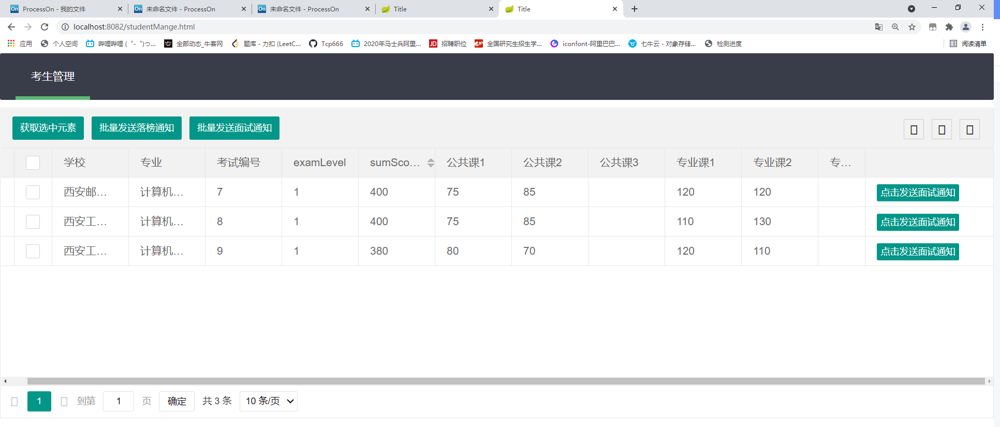 ProcessOn - 我的文件
未命名文件 - ProcessOn
未命名文件 - ProcessOn
Title
Title
localhost:8082/studentMange.html
应用 个人空间 哔哩哔哩 ( ゜- ゜)つ... 全部动态_牛客网 题库 - 力扣 (LeetC... Tcp666 2020年马士兵阿里... 招聘职位 全国研究生招生学... iconfont-阿里巴巴... 七牛云 - 对象存储... 检测进度 阅读清单
考生管理
获取选中元素 批量发送落榜通知 批量发送面试通知
学校 专业 考试编号 examLevel sumSco... 公共课1 公共课2 公共课3 专业课1 专业课2 专...
西安邮... 计算机... 7 1 400 75 85 120 120 点击发送面试通知
西安工... 计算机... 8 1 400 75 85 110 130 点击发送面试通知
西安工... 计算机... 9 1 380 80 70 120 110 点击发送面试通知
1 到第 1 页 确定 共 3 条 10 条/页